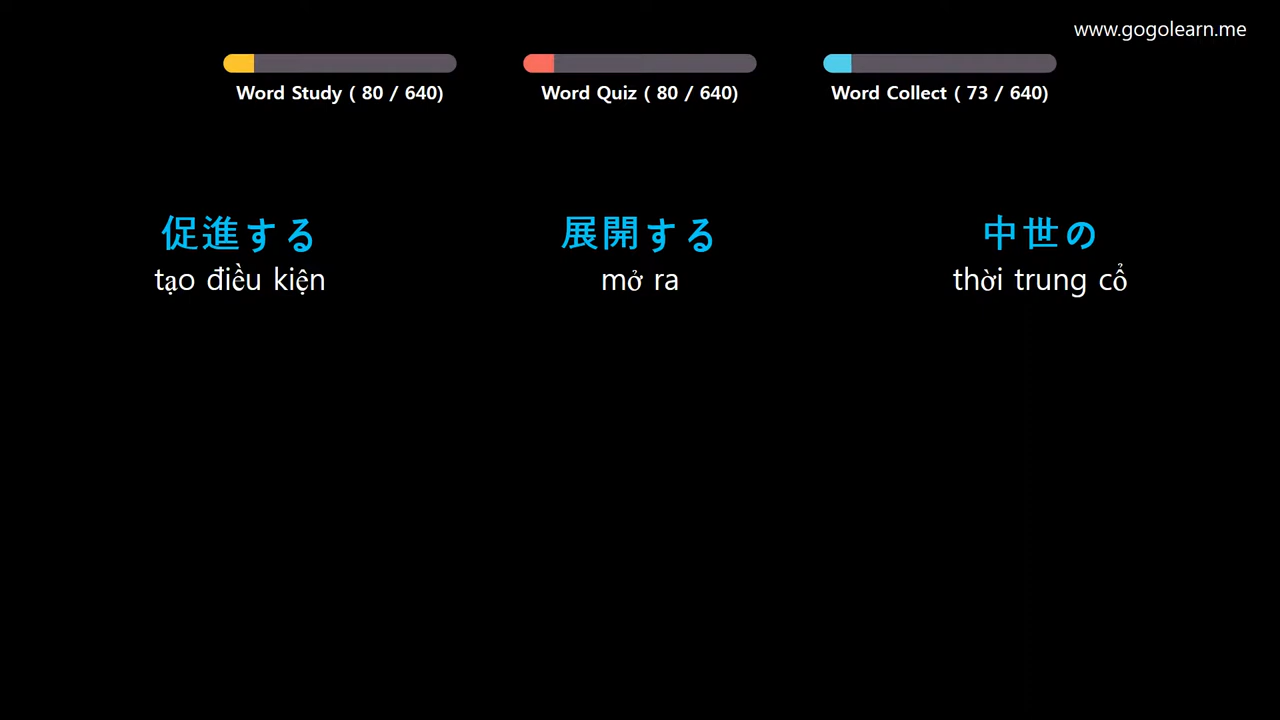 www.gogolearn.me
Word Study ( 80 / 640)
Word Quiz ( 80 / 640)
Word Collect ( 73 / 640)
促進する
tạo điều kiện
展開する
mở ra
中世の
thời trung cổ